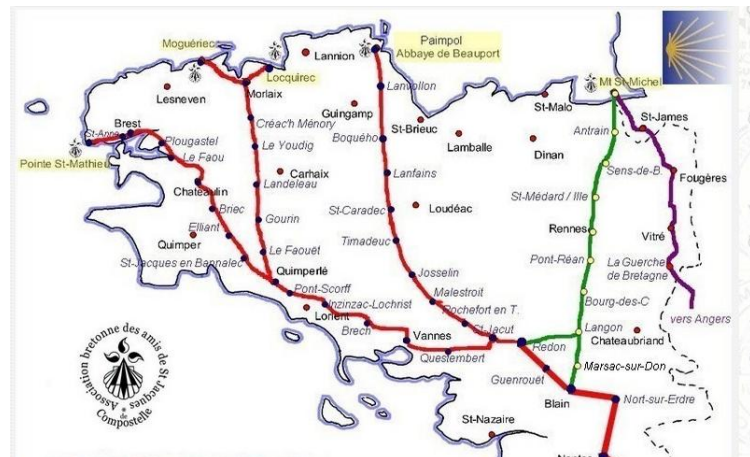 Moguériec
Locquirec
Lannion
Paimpol
Abbaye de Beauport
Mt St-Michel
Lesneven
Morlaix
Lanvollon
St-Malo
St-James
Guingamp
Créac'h Ménory
St-Brieuc
Antrain
Brest
St-Anne
Plougastel
Le Youdig
Boquého
Lamballe
Dinan
Pointe St-Mathieu
Le Faou
Carhaix
Lanfains
Sens-de-B.
Fougères
Chateaulin
Landeleau
St-Médard / Ille
Briec
Gourin
St-Caradec
Loudéac
Elliant
Rennes
Vitré
Quimper
Timadeuc
Le Faouët
St-Jacques en Bannalec
Pont-Réan
La Guerche
de Bretagne
Quimperlé
Josselin
Pont-Scorff
Malestroit
Bourg-des-C
Inzinzac-Lochrist
Rochefort en T.
vers Angers
Lorient
Brech
Vannes
St-Jacut
Langon
Redon
Chateaubriand
Questembert
Marsac-sur-Don
Guenrouët
Blain
Nort-sur-Erdre
St-Nazaire
Nantes
Association bretonne des amis de St Jacques
de
Compostelle